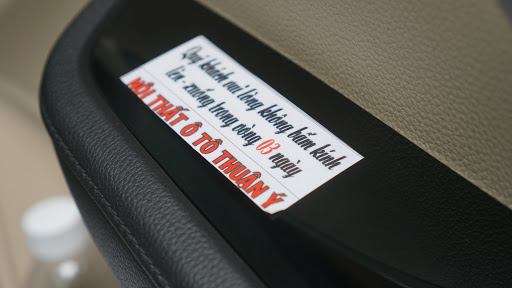 Quý khách vui lòng không bấm kính
lên - xuống trong vòng 03 ngày
NỘI THẤT Ô TÔ THUẬN Ý